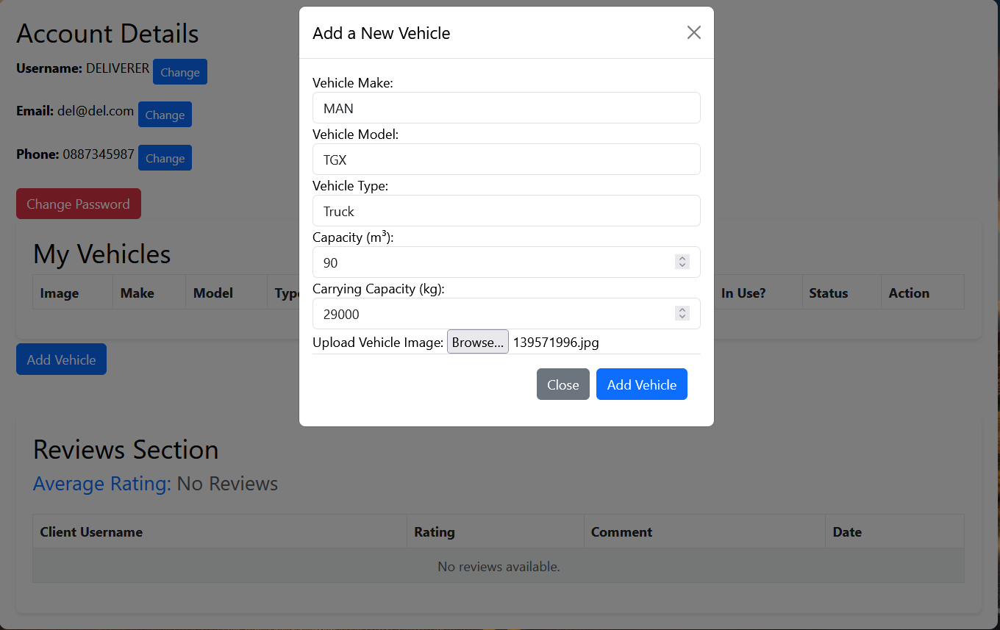 Account Details
Username: DELIVERER Change
Email: del@del.com Change
Phone: 0887345987 Change
Change Password
My Vehicles
Image Make Model Type In Use? Status Action
Add Vehicle
Add a New Vehicle
Vehicle Make:
MAN
Vehicle Model:
TGX
Vehicle Type:
Truck
Capacity (m³):
90
Carrying Capacity (kg):
29000
Upload Vehicle Image: Browse... 139571996.jpg
Close Add Vehicle
Reviews Section
Average Rating: No Reviews
Client Username Rating Comment Date
No reviews available.